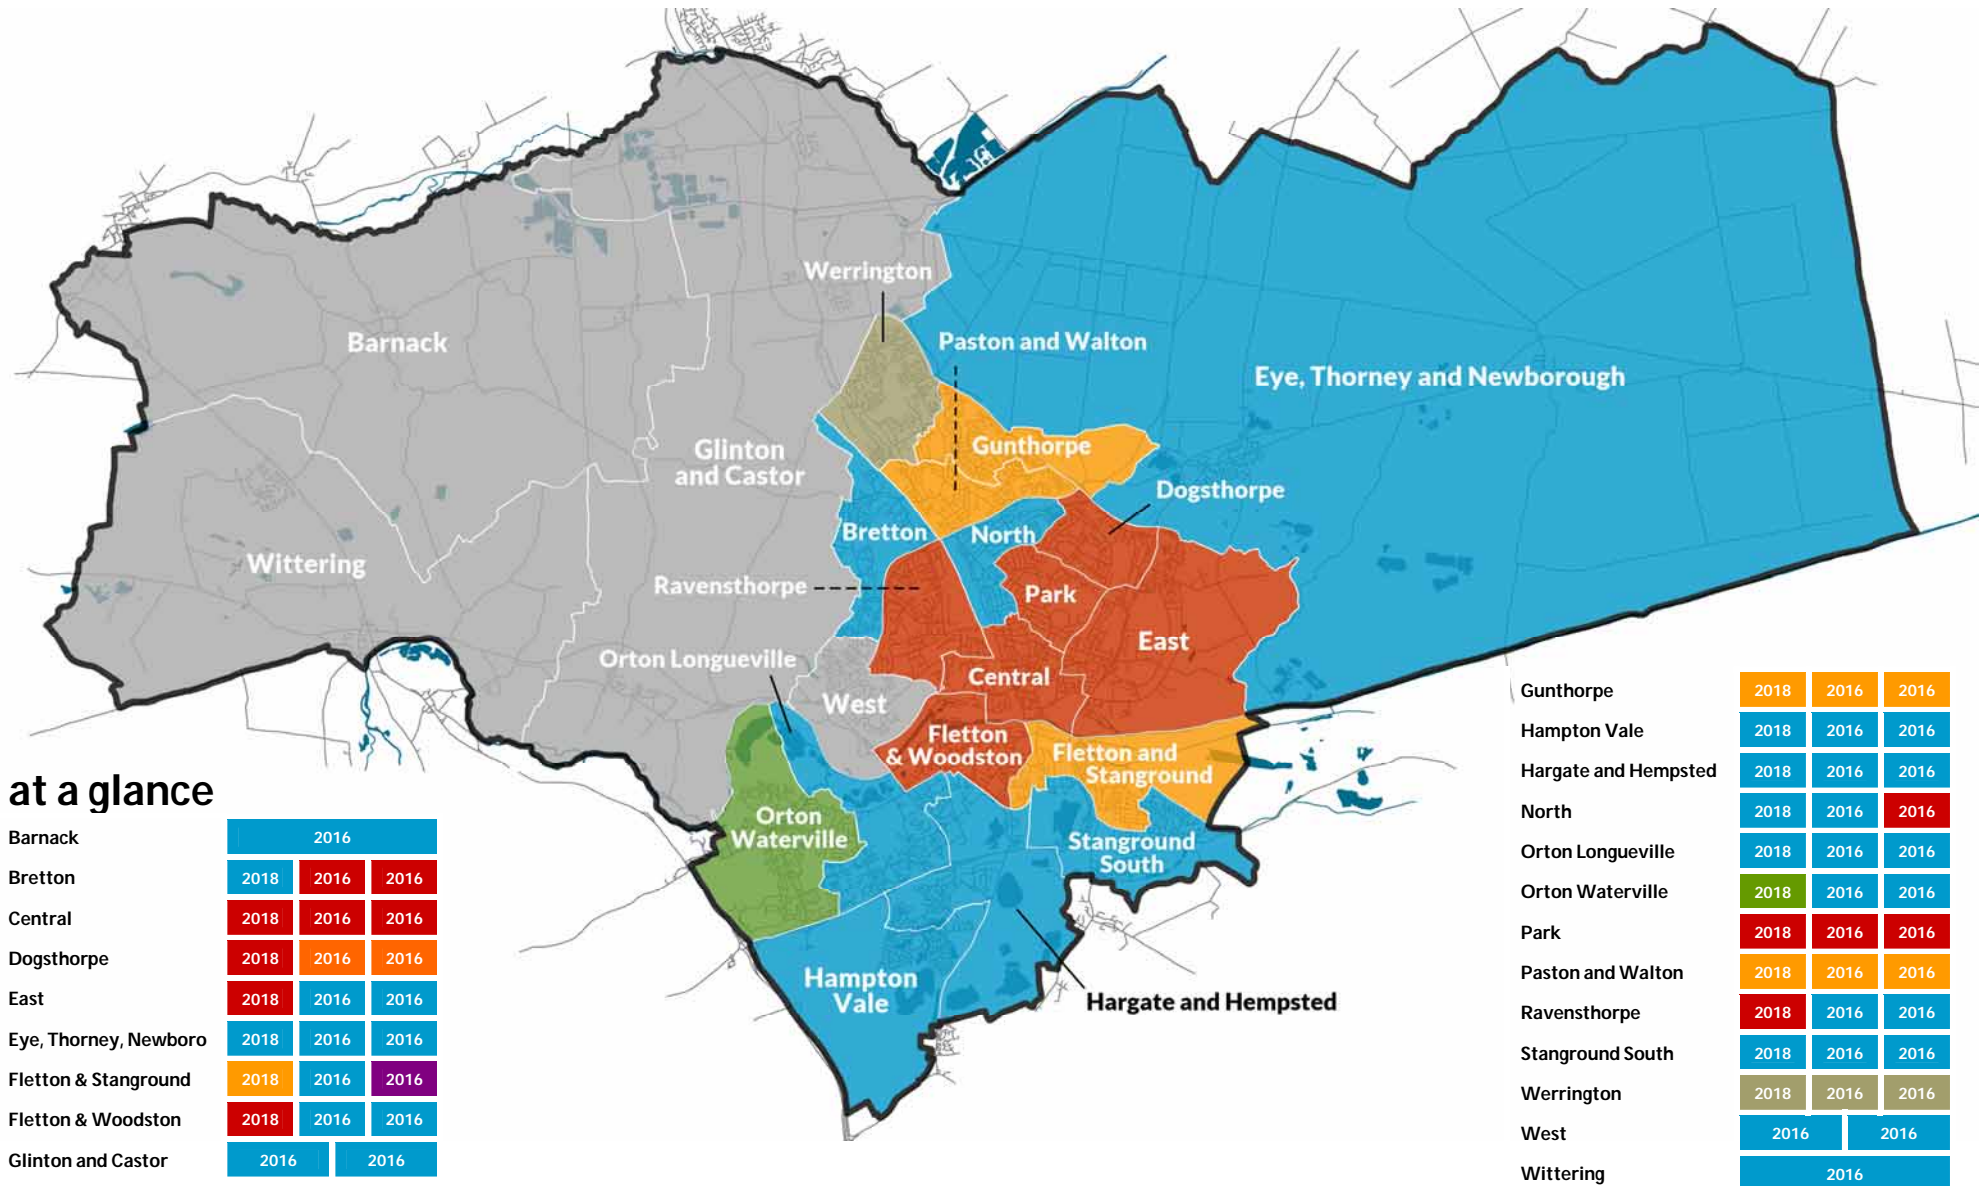 Werrington
Paston and Walton
Barnack
Eye, Thorney and Newborough
Glinton
and Castor
Gunthorpe
Dogsthorpe
Bretton
North
Wittering
Ravensthorpe
Park
East
Orton Longueville
Central
West
Fletton
& Woodston
Fletton and
Stanground
Orton
Waterville
Stanground
South
Hampton
Vale
Hargate and Hempsted
at a glance
Barnack 2016
Bretton 2018 2016 2016
Central 2018 2016 2016
Dogsthorpe 2018 2016 2016
East 2018 2016 2016
Eye, Thorney, Newboro 2018 2016 2016
Fletton & Stanground 2018 2016 2016
Fletton & Woodston 2018 2016 2016
Glinton and Castor 2016 2016
Gunthorpe 2018 2016 2016
Hampton Vale 2018 2016 2016
Hargate and Hempsted 2018 2016 2016
North 2018 2016 2016
Orton Longueville 2018 2016 2016
Orton Waterville 2018 2016 2016
Park 2018 2016 2016
Paston and Walton 2018 2016 2016
Ravensthorpe 2018 2016 2016
Stanground South 2018 2016 2016
Werrington 2018 2016 2016
West 2016 2016
Wittering 2016